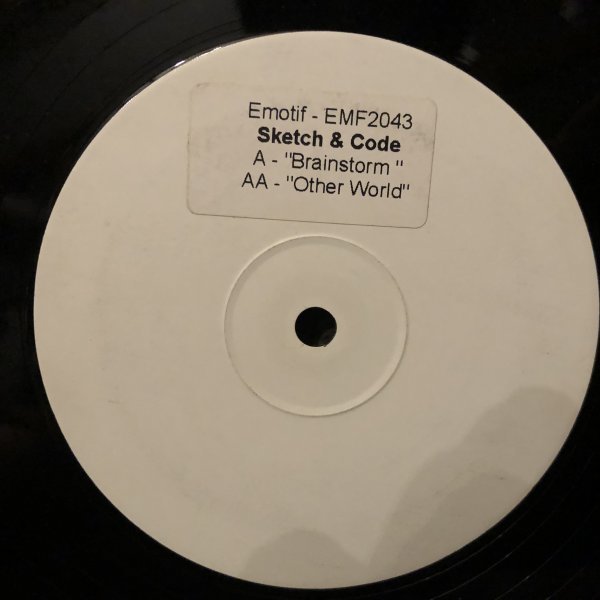 Emotif - EMF2043
Sketch & Code
A - "Brainstorm "
AA - "Other World"